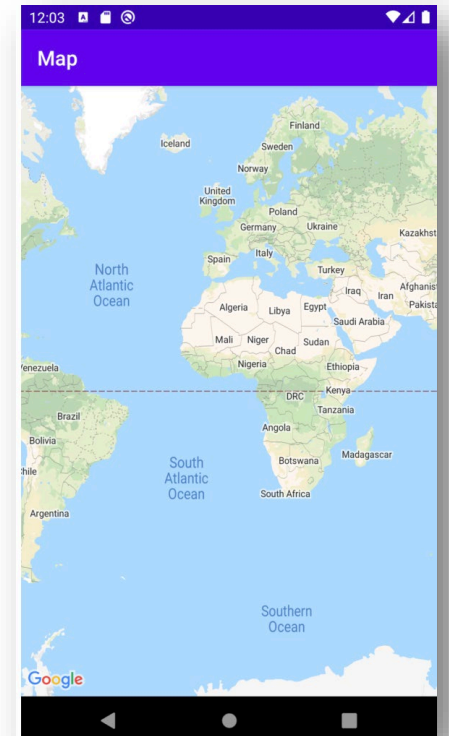 12:03
Map
Finland
Iceland
Sweden
Norway
United
Kingdom
Poland
Germany
Ukraine
Kazakhst
Spain
Italy
Turkey
North
Atlantic
Ocean
Iraq
Iran
Afghanis
Pakista
Algeria
Libya
Egypt
Saudi Arabia
Mali
Niger
Chad
Sudan
Nigeria
Ethiopia
enezuela
DRC
Kenya
Tanzania
Brazil
Angola
Bolivia
Botswana
Madagascar
hile
South
Atlantic
Ocean
South Africa
Argentina
Southern
Ocean
Google